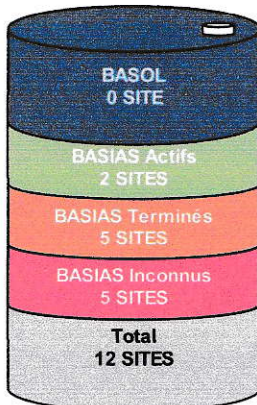 BASOL
0 SITE
BASIAS Actifs
2 SITES
BASIAS Terminés
5 SITES
BASIAS Inconnus
5 SITES
Total
12 SITES